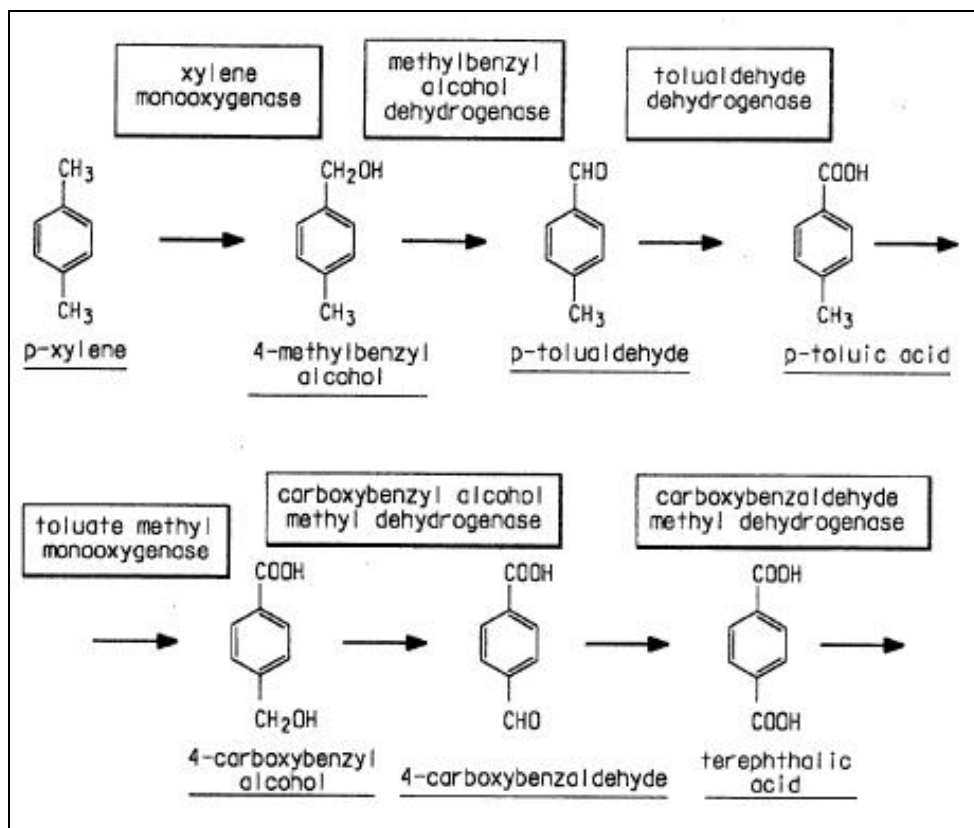 xylene
monooxygenase
methylbenzyl
alcohol
dehydrogenase
tolualdehyde
dehydrogenase
CH3
CH3
p-xylene
CH2OH
CH3
4-methylbenzyl
alcohol
CHO
CH3
p-tolualdehyde
COOH
CH3
p-toluic acid
toluate methyl
monooxygenase
carboxybenzyl alcohol
methyl dehydrogenase
carboxybenzaldehyde
methyl dehydrogenase
COOH
CH2OH
4-carboxybenzyl
alcohol
COOH
CHO
4-carboxybenzaldehyde
COOH
COOH
terephthalic
acid